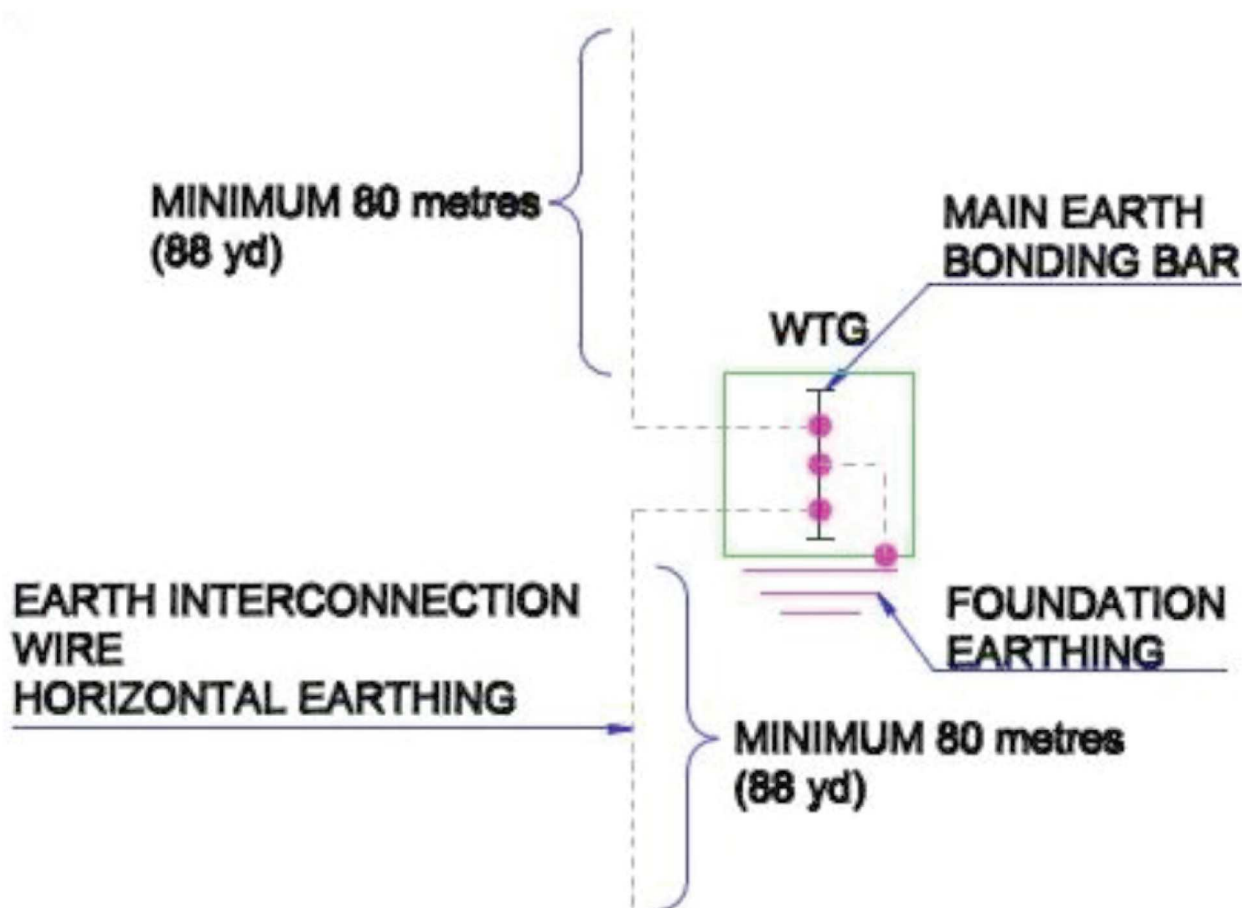 MINIMUM 80 metres
(88 yd)
MAIN EARTH
BONDING BAR
WTG
EARTH INTERCONNECTION
WIRE
HORIZONTAL EARTHING
FOUNDATION
EARTHING
MINIMUM 80 metres
(88 yd)